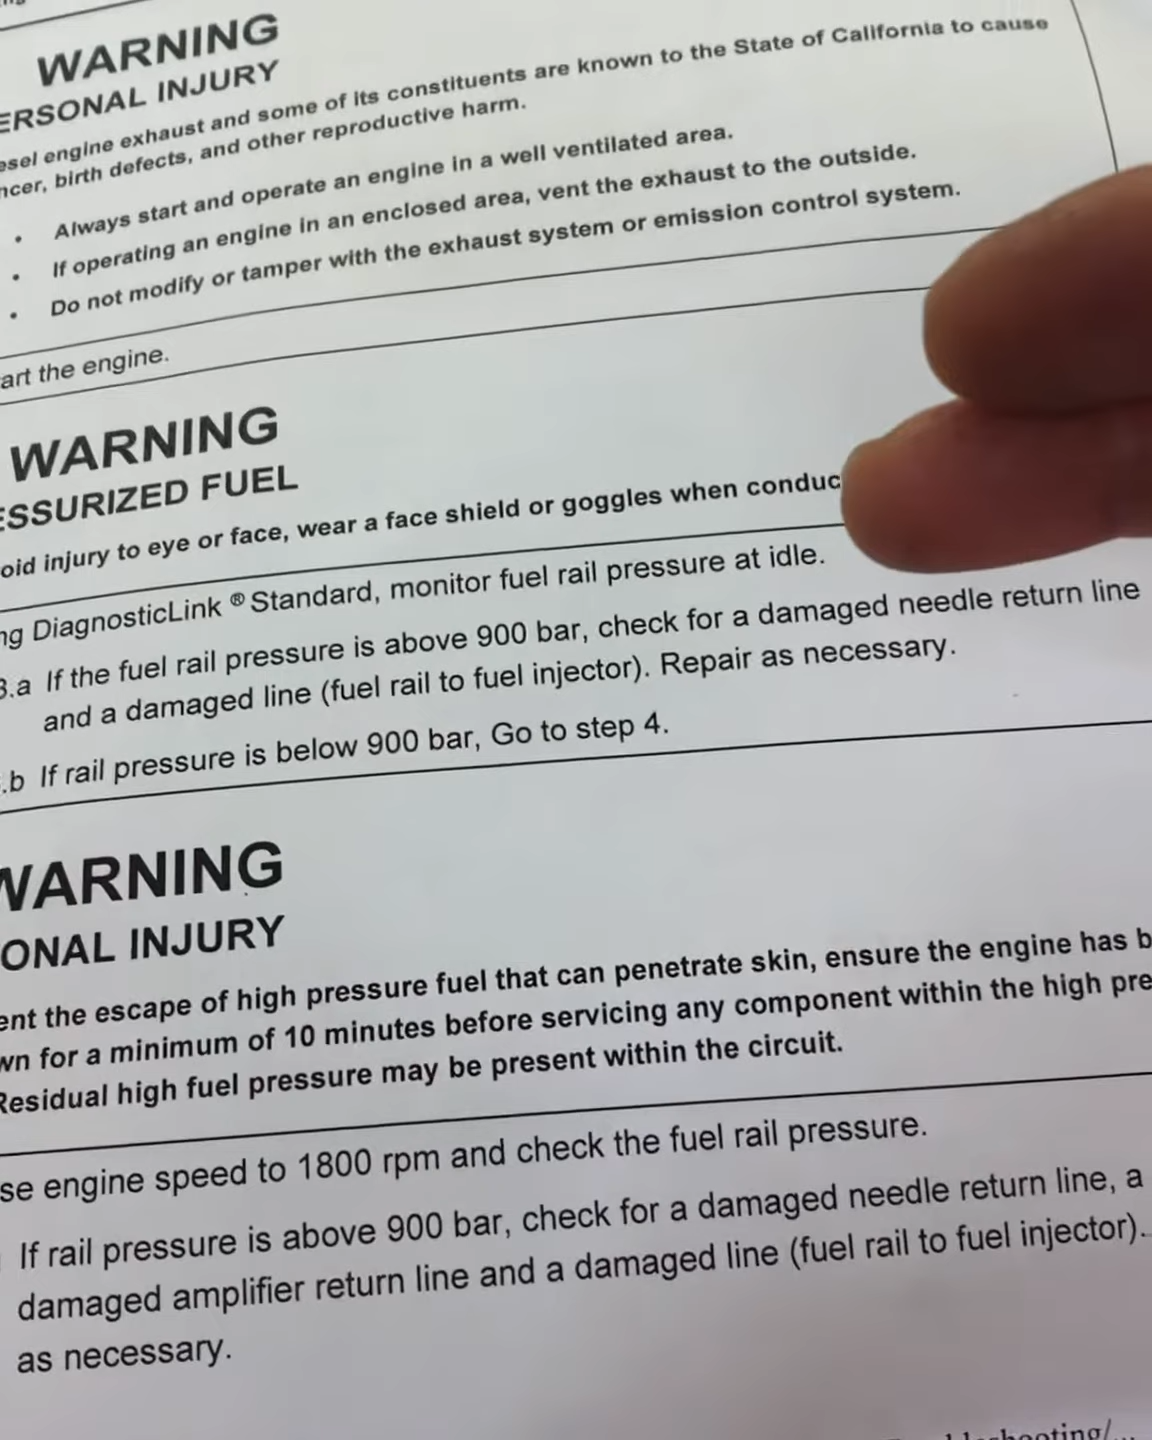 WARNING
ERSONAL INJURY
esel engine exhaust and some of its constituents are known to the State of California to cause
ncer, birth defects, and other reproductive harm.
• Always start and operate an engine in a well ventilated area.
• If operating an engine in an enclosed area, vent the exhaust to the outside.
• Do not modify or tamper with the exhaust system or emission control system.
art the engine.
WARNING
ESSURIZED FUEL
oid injury to eye or face, wear a face shield or goggles when conduc
ng DiagnosticLink ® Standard, monitor fuel rail pressure at idle.
3.a If the fuel rail pressure is above 900 bar, check for a damaged needle return line
and a damaged line (fuel rail to fuel injector). Repair as necessary.
.b If rail pressure is below 900 bar, Go to step 4.
WARNING
ONAL INJURY
ent the escape of high pressure fuel that can penetrate skin, ensure the engine has b
wn for a minimum of 10 minutes before servicing any component within the high pre
Residual high fuel pressure may be present within the circuit.
se engine speed to 1800 rpm and check the fuel rail pressure.
If rail pressure is above 900 bar, check for a damaged needle return line, a
damaged amplifier return line and a damaged line (fuel rail to fuel injector).
as necessary.